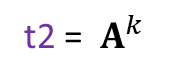 t2 = A^k